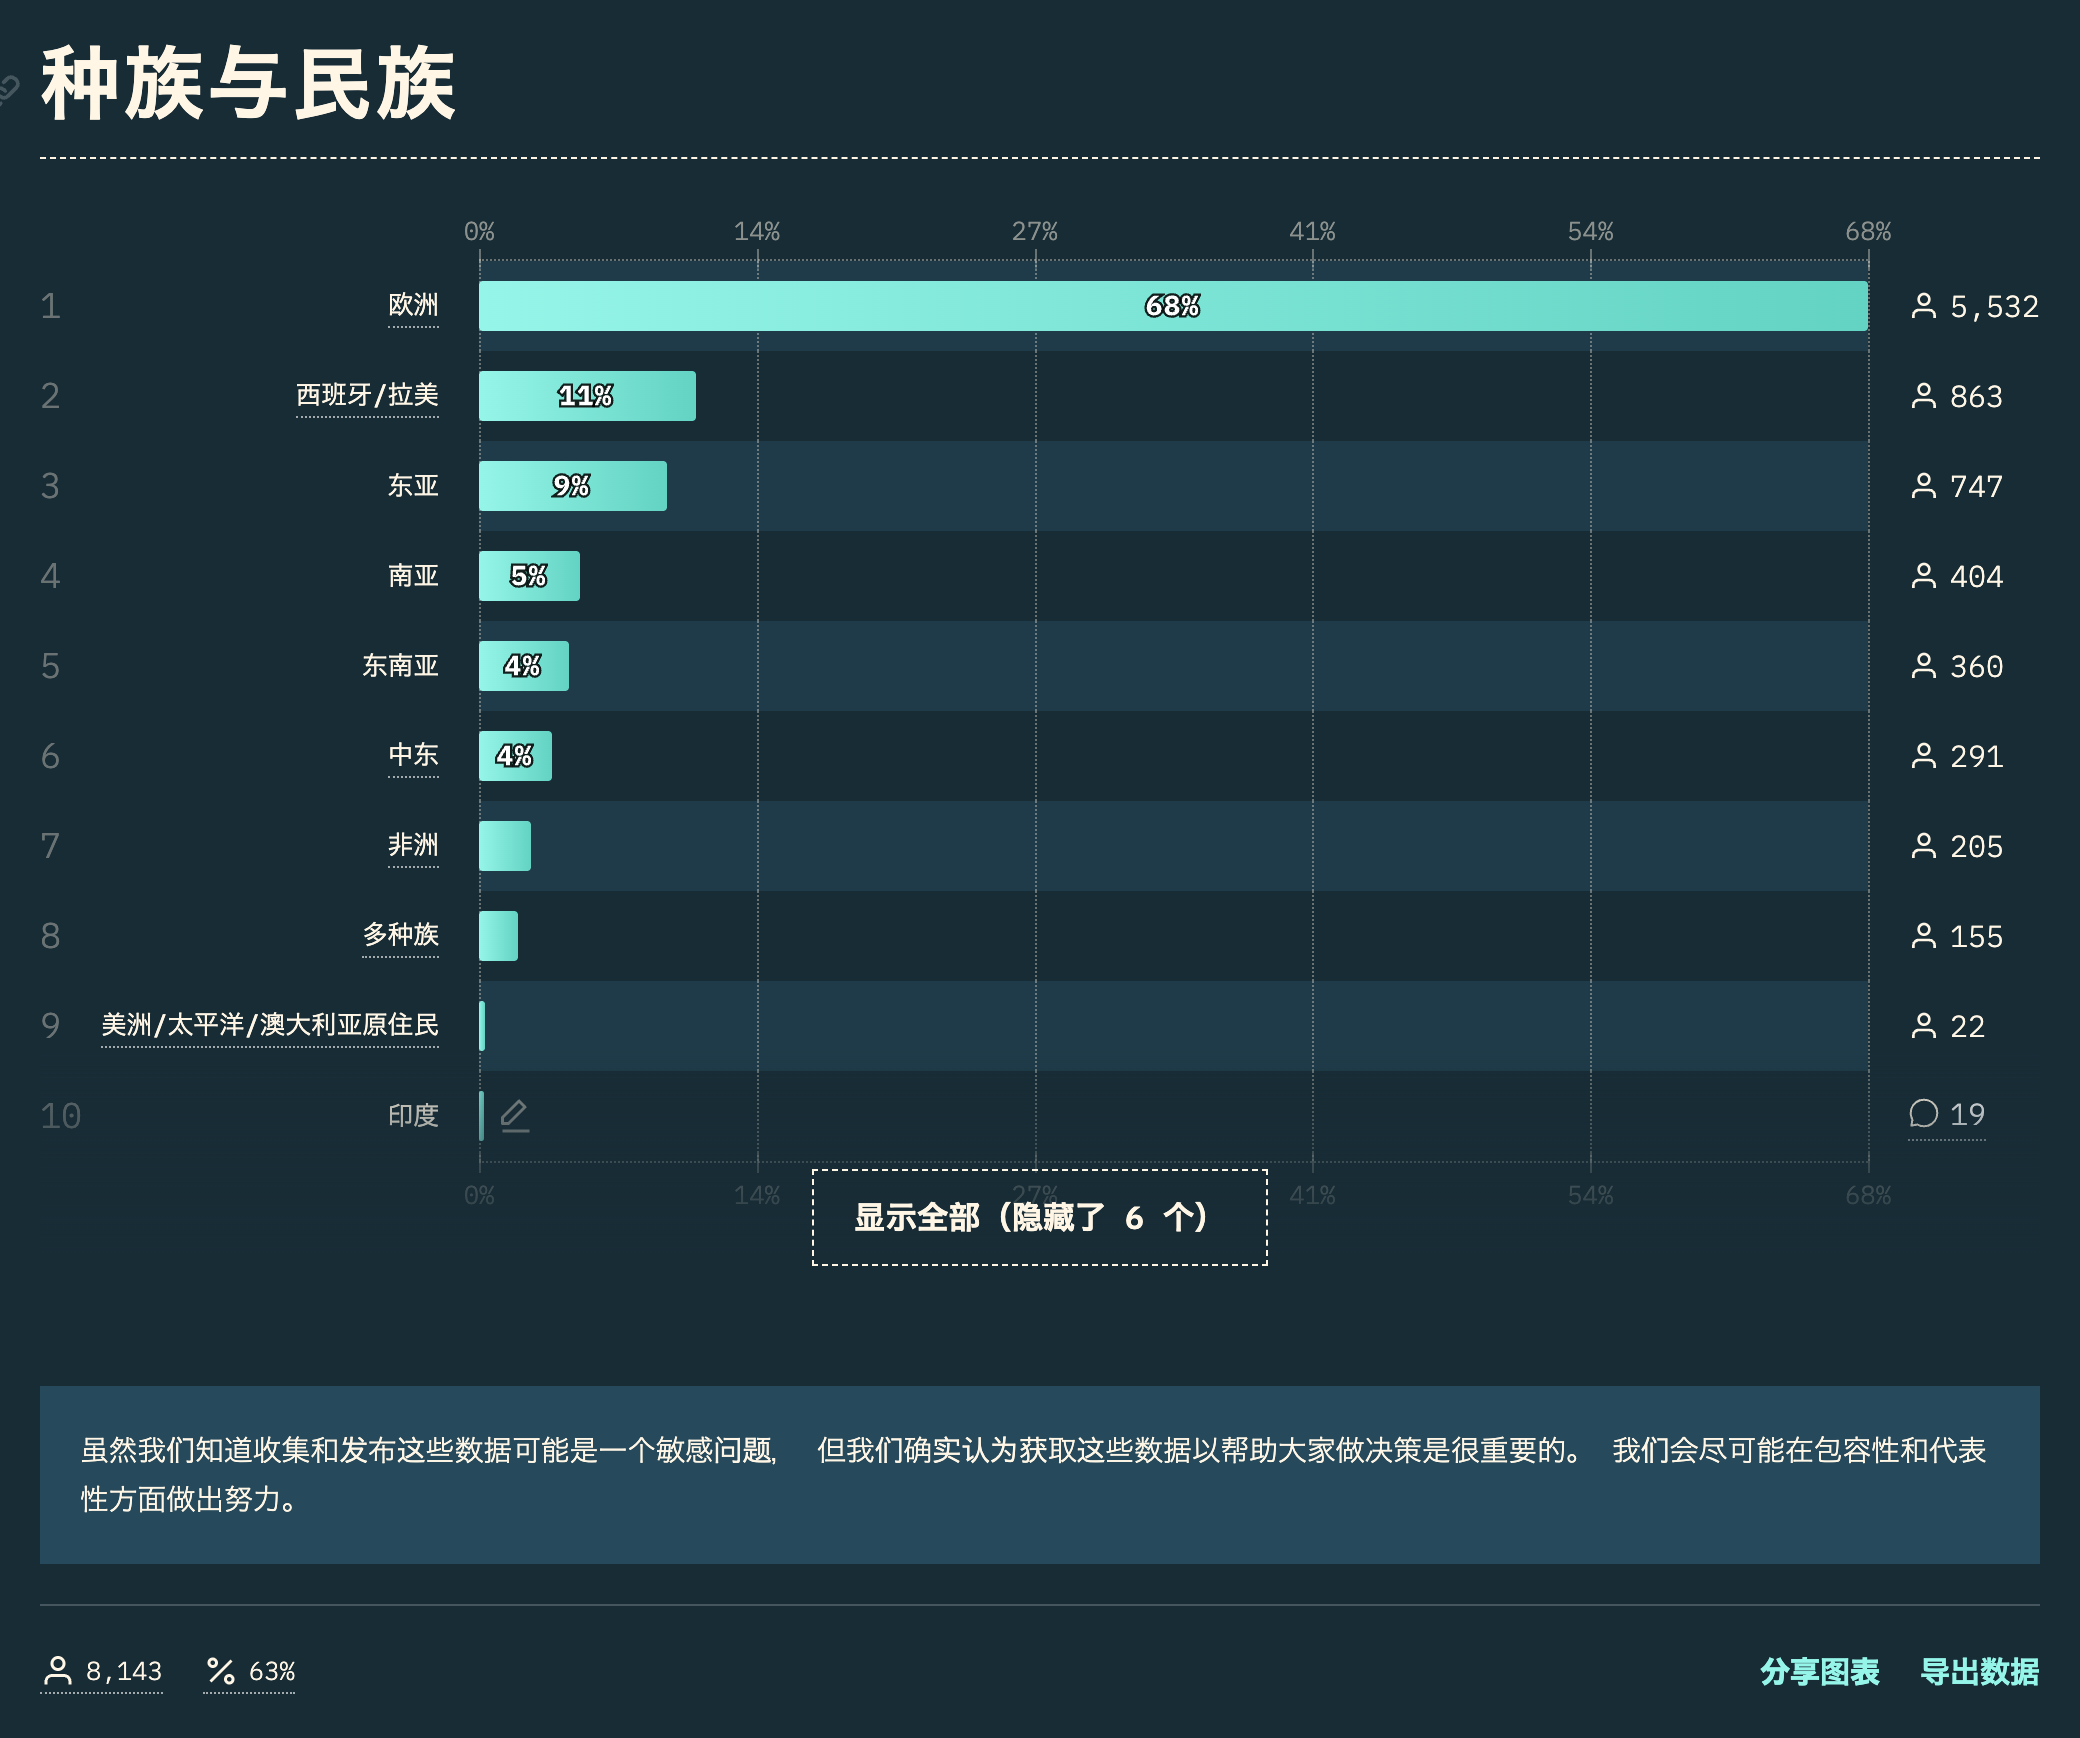 种族与民族
0% 14% 27% 41% 54% 68%
1 欧洲 68% 5,532
2 西班牙/拉美 11% 863
3 东亚 9% 747
4 南亚 5% 404
5 东南亚 4% 360
6 中东 4% 291
7 非洲 205
8 多种族 155
9 美洲/太平洋/澳大利亚原住民 22
10 印度 19
0% 14% 27% 41% 54% 68%
显示全部（隐藏了 6 个）
虽然我们知道收集和发布这些数据可能是一个敏感问题， 但我们确实认为获取这些数据以帮助大家做决策是很重要的。 我们会尽可能在包容性和代表
性方面做出努力。
8,143 63% 分享图表 导出数据